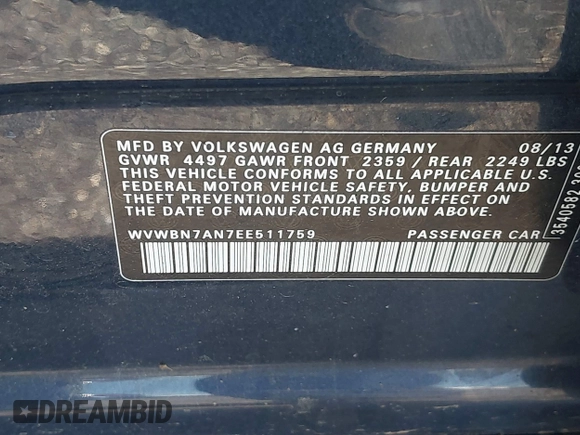 MFD BY VOLKSWAGEN AG GERMANY 08/13
GVWR 4497 GAWR FRONT 2359 / REAR 2249 LBS
THIS VEHICLE CONFORMS TO ALL APPLICABLE U.S.
FEDERAL MOTOR VEHICLE SAFETY, BUMPER AND
THEFT PREVENTION STANDARDS IN EFFECT ON
THE DATE OF MANUFACTURE SHOWN ABOVE.
WVWBN7AN7EE511759 PASSENGER CAR
3540582
DREAMBID